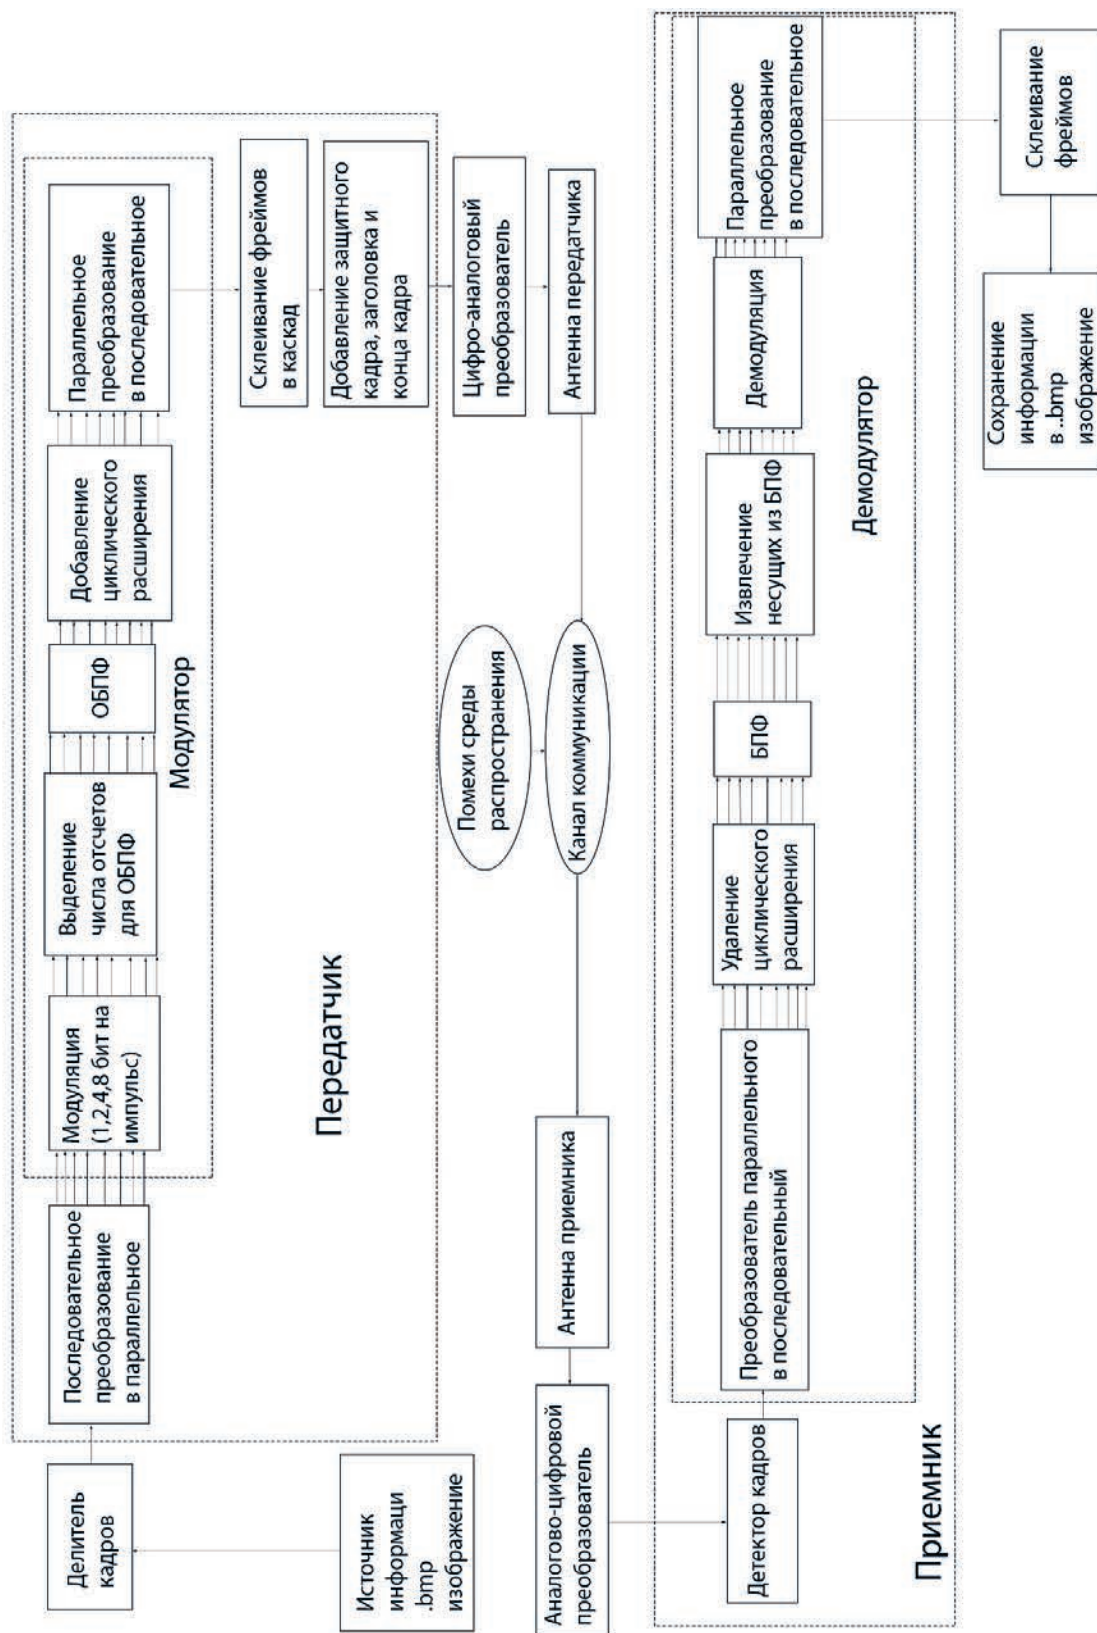 Делитель
кадров
Источник
информаци
.bmp
изображение
Последовательное
преобразование
в параллельное
Модуляция
(1,2,4,8 бит на
импульс)
Выделение
числа отсчетов
для ОБПФ
ОБПФ
Добавление
циклического
расширения
Параллельное
преобразование
в последовательное
Модулятор
Склеивание фреймов
в каскад
Добавление защитного
кадра, заголовка и
конца кадра
Передатчик
Цифро-аналоговый
преобразователь
Антенна передатчика
Помехи среды
распространения
Канал коммуникации
Антенна приемника
Аналогово-цифровой
преобразователь
Детектор кадров
Преобразователь параллельного
в последовательный
Удаление
циклического
расширения
БПФ
Извлечение
несущих из БПФ
Демодуляция
Параллельное
преобразование
в последовательное
Демодулятор
Приемник
Склеивание
фреймов
Сохранение
информации
в ..bmp
изображение